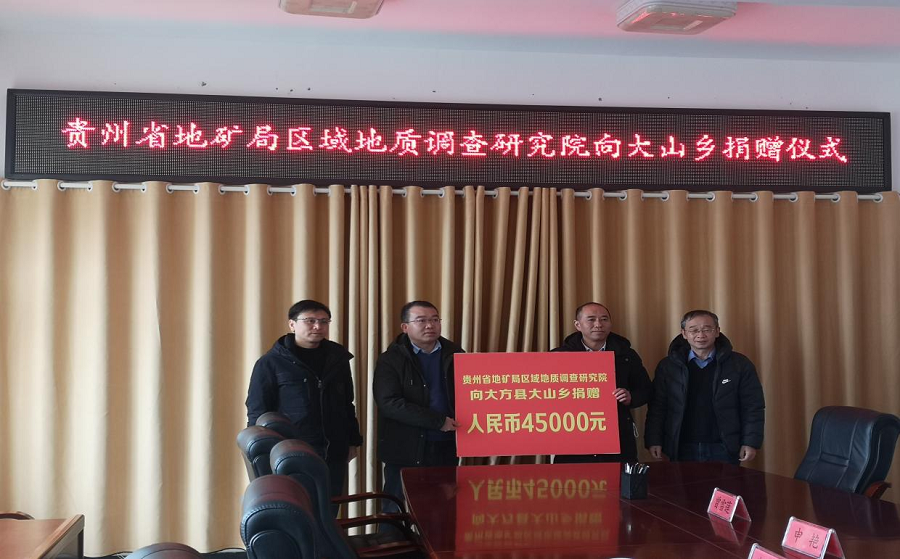 贵州省地矿局区域地质调查研究院向大山乡捐赠仪式
贵州省地矿局区域地质调查研究院
向大方县大山乡捐赠
人民币45000元
申艳